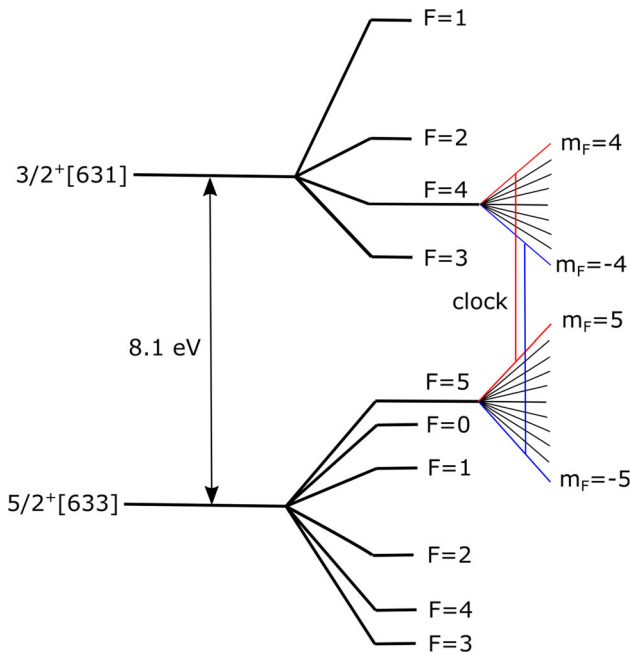 F=1
F=2
3/2⁺[631]
F=4
F=3
m_F=4
m_F=-4
clock
8.1 eV
m_F=5
F=5
F=0
F=1
5/2⁺[633]
m_F=-5
F=2
F=4
F=3